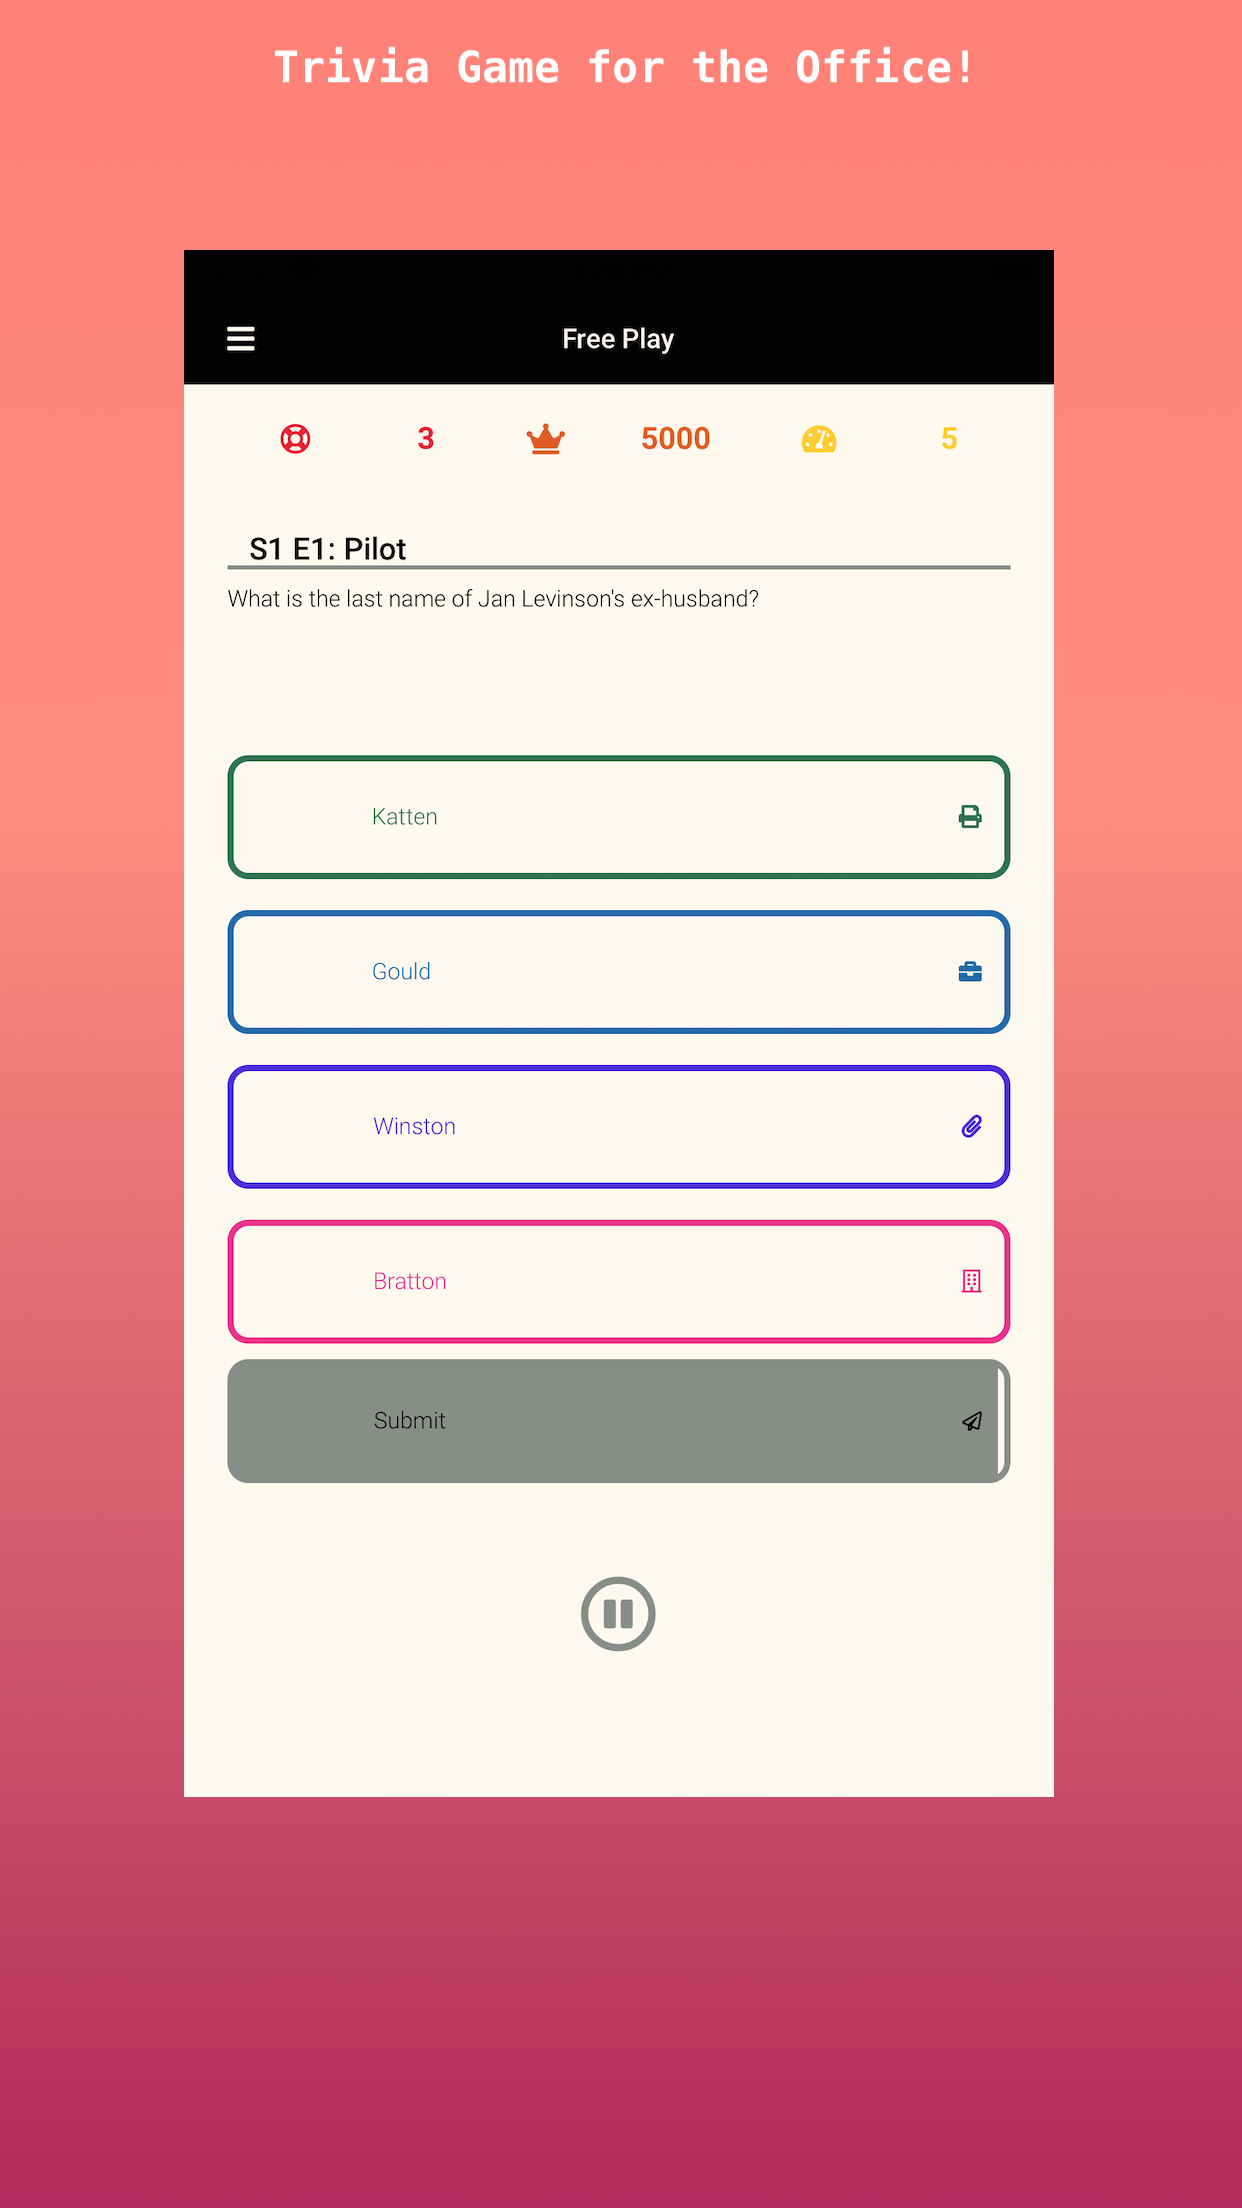 Trivia Game for the Office!
Free Play
3 5000 5
S1 E1: Pilot
What is the last name of Jan Levinson's ex-husband?
Katten
Gould
Winston
Bratton
Submit